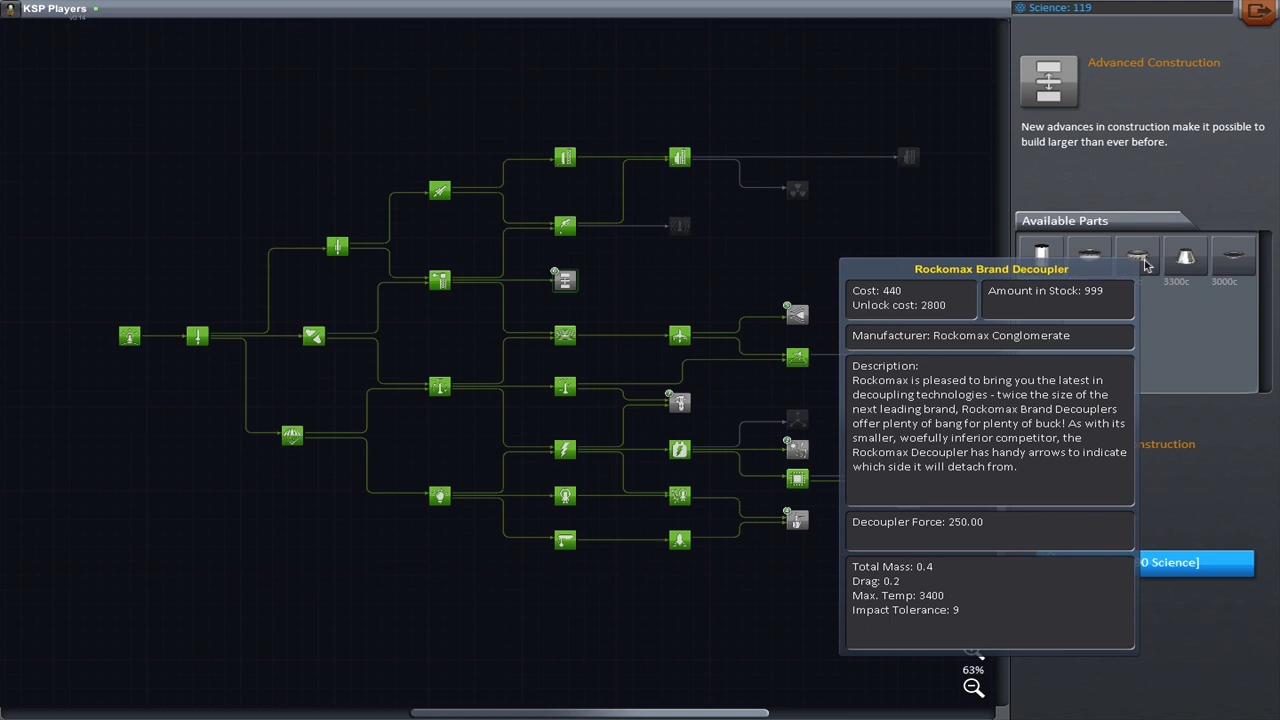 KSP Players
v0.14
Science: 119
Advanced Construction
New advances in construction make it possible to
build larger than ever before.
Available Parts
3300c
3000c
Rockomax Brand Decoupler
Cost: 440
Unlock cost: 2800
Amount in Stock: 999
Manufacturer: Rockomax Conglomerate
Description:
Rockomax is pleased to bring you the latest in
decoupling technologies - twice the size of the
next leading brand, Rockomax Brand Decouplers
offer plenty of bang for plenty of buck! As with its
smaller, woefully inferior competitor, the
Rockomax Decoupler has handy arrows to indicate
which side it will detach from.
Decoupler Force: 250.00
Total Mass: 0.4
Drag: 0.2
Max. Temp: 3400
Impact Tolerance: 9
nstruction
0 Science]
63%